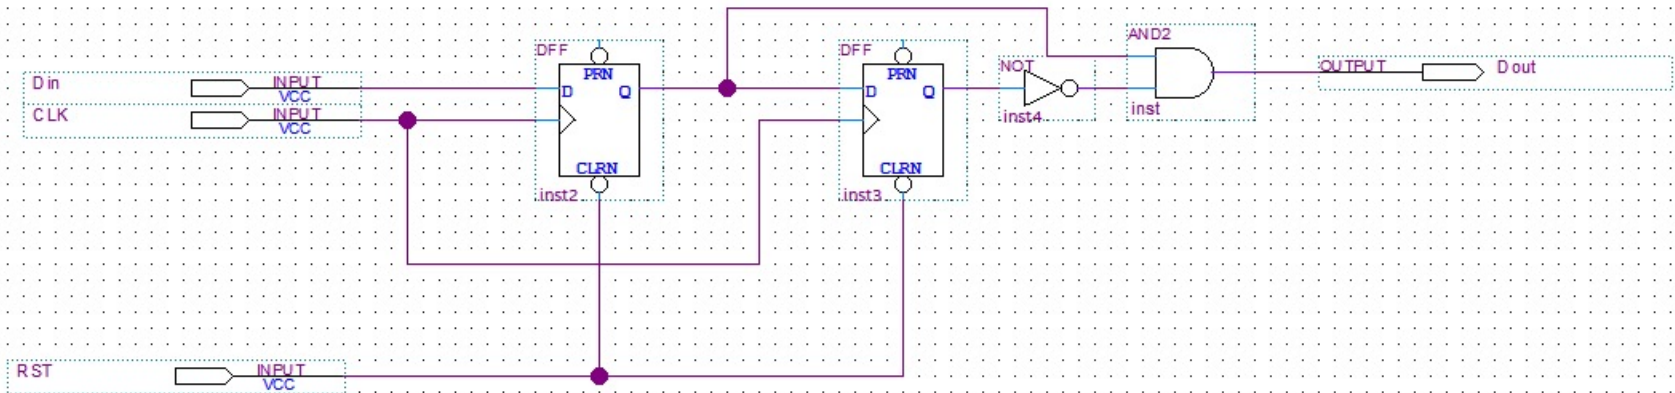 Din
INPUT
VCC
CLK
INPUT
VCC
DFF
PRN
D
Q
CLRN
inst2
DFF
PRN
D
Q
CLRN
inst3
NOT
inst4
AND2
inst
OUTPUT
Dout
RST
INPUT
VCC